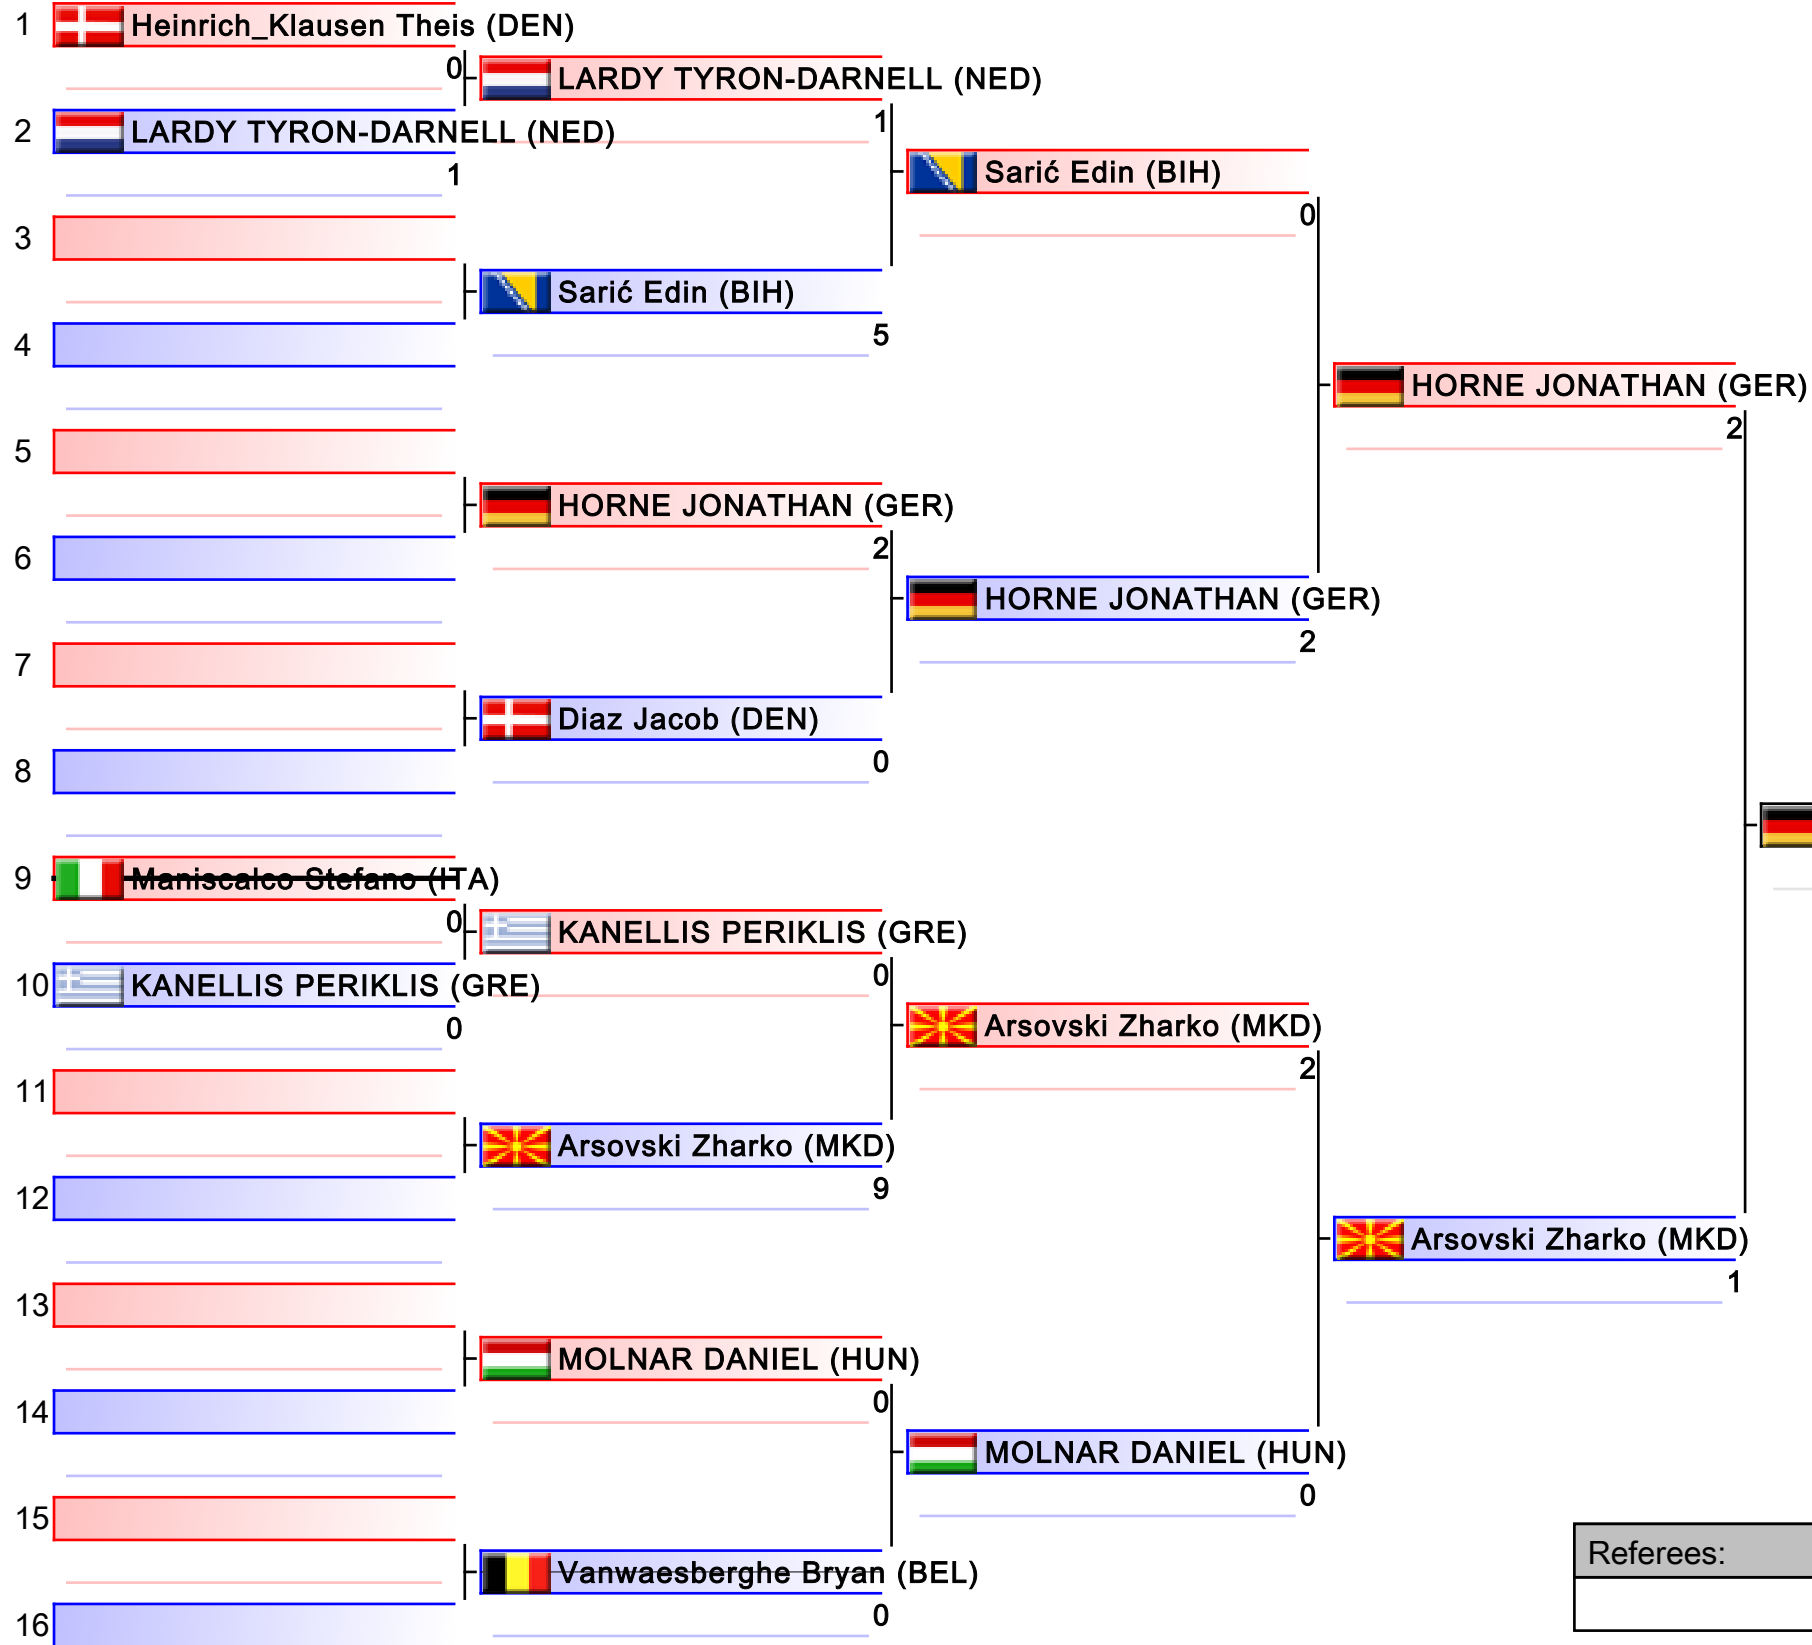 1 Heinrich_Klausen Theis (DEN)
0
LARDY TYRON-DARNELL (NED)
1
2 LARDY TYRON-DARNELL (NED)
1
Sarić Edin (BIH)
0
3
Sarić Edin (BIH)
5
4
HORNE JONATHAN (GER)
2
5
HORNE JONATHAN (GER)
2
6
HORNE JONATHAN (GER)
2
7
Diaz Jacob (DEN)
0
8
9 Maniscalco Stefano (ITA)
0
KANELLIS PERIKLIS (GRE)
0
10 KANELLIS PERIKLIS (GRE)
0
Arsovski Zharko (MKD)
2
11
Arsovski Zharko (MKD)
9
12
Arsovski Zharko (MKD)
1
13
MOLNAR DANIEL (HUN)
0
14
MOLNAR DANIEL (HUN)
0
15
Vanwaesberghe Bryan (BEL)
0
16
Referees: